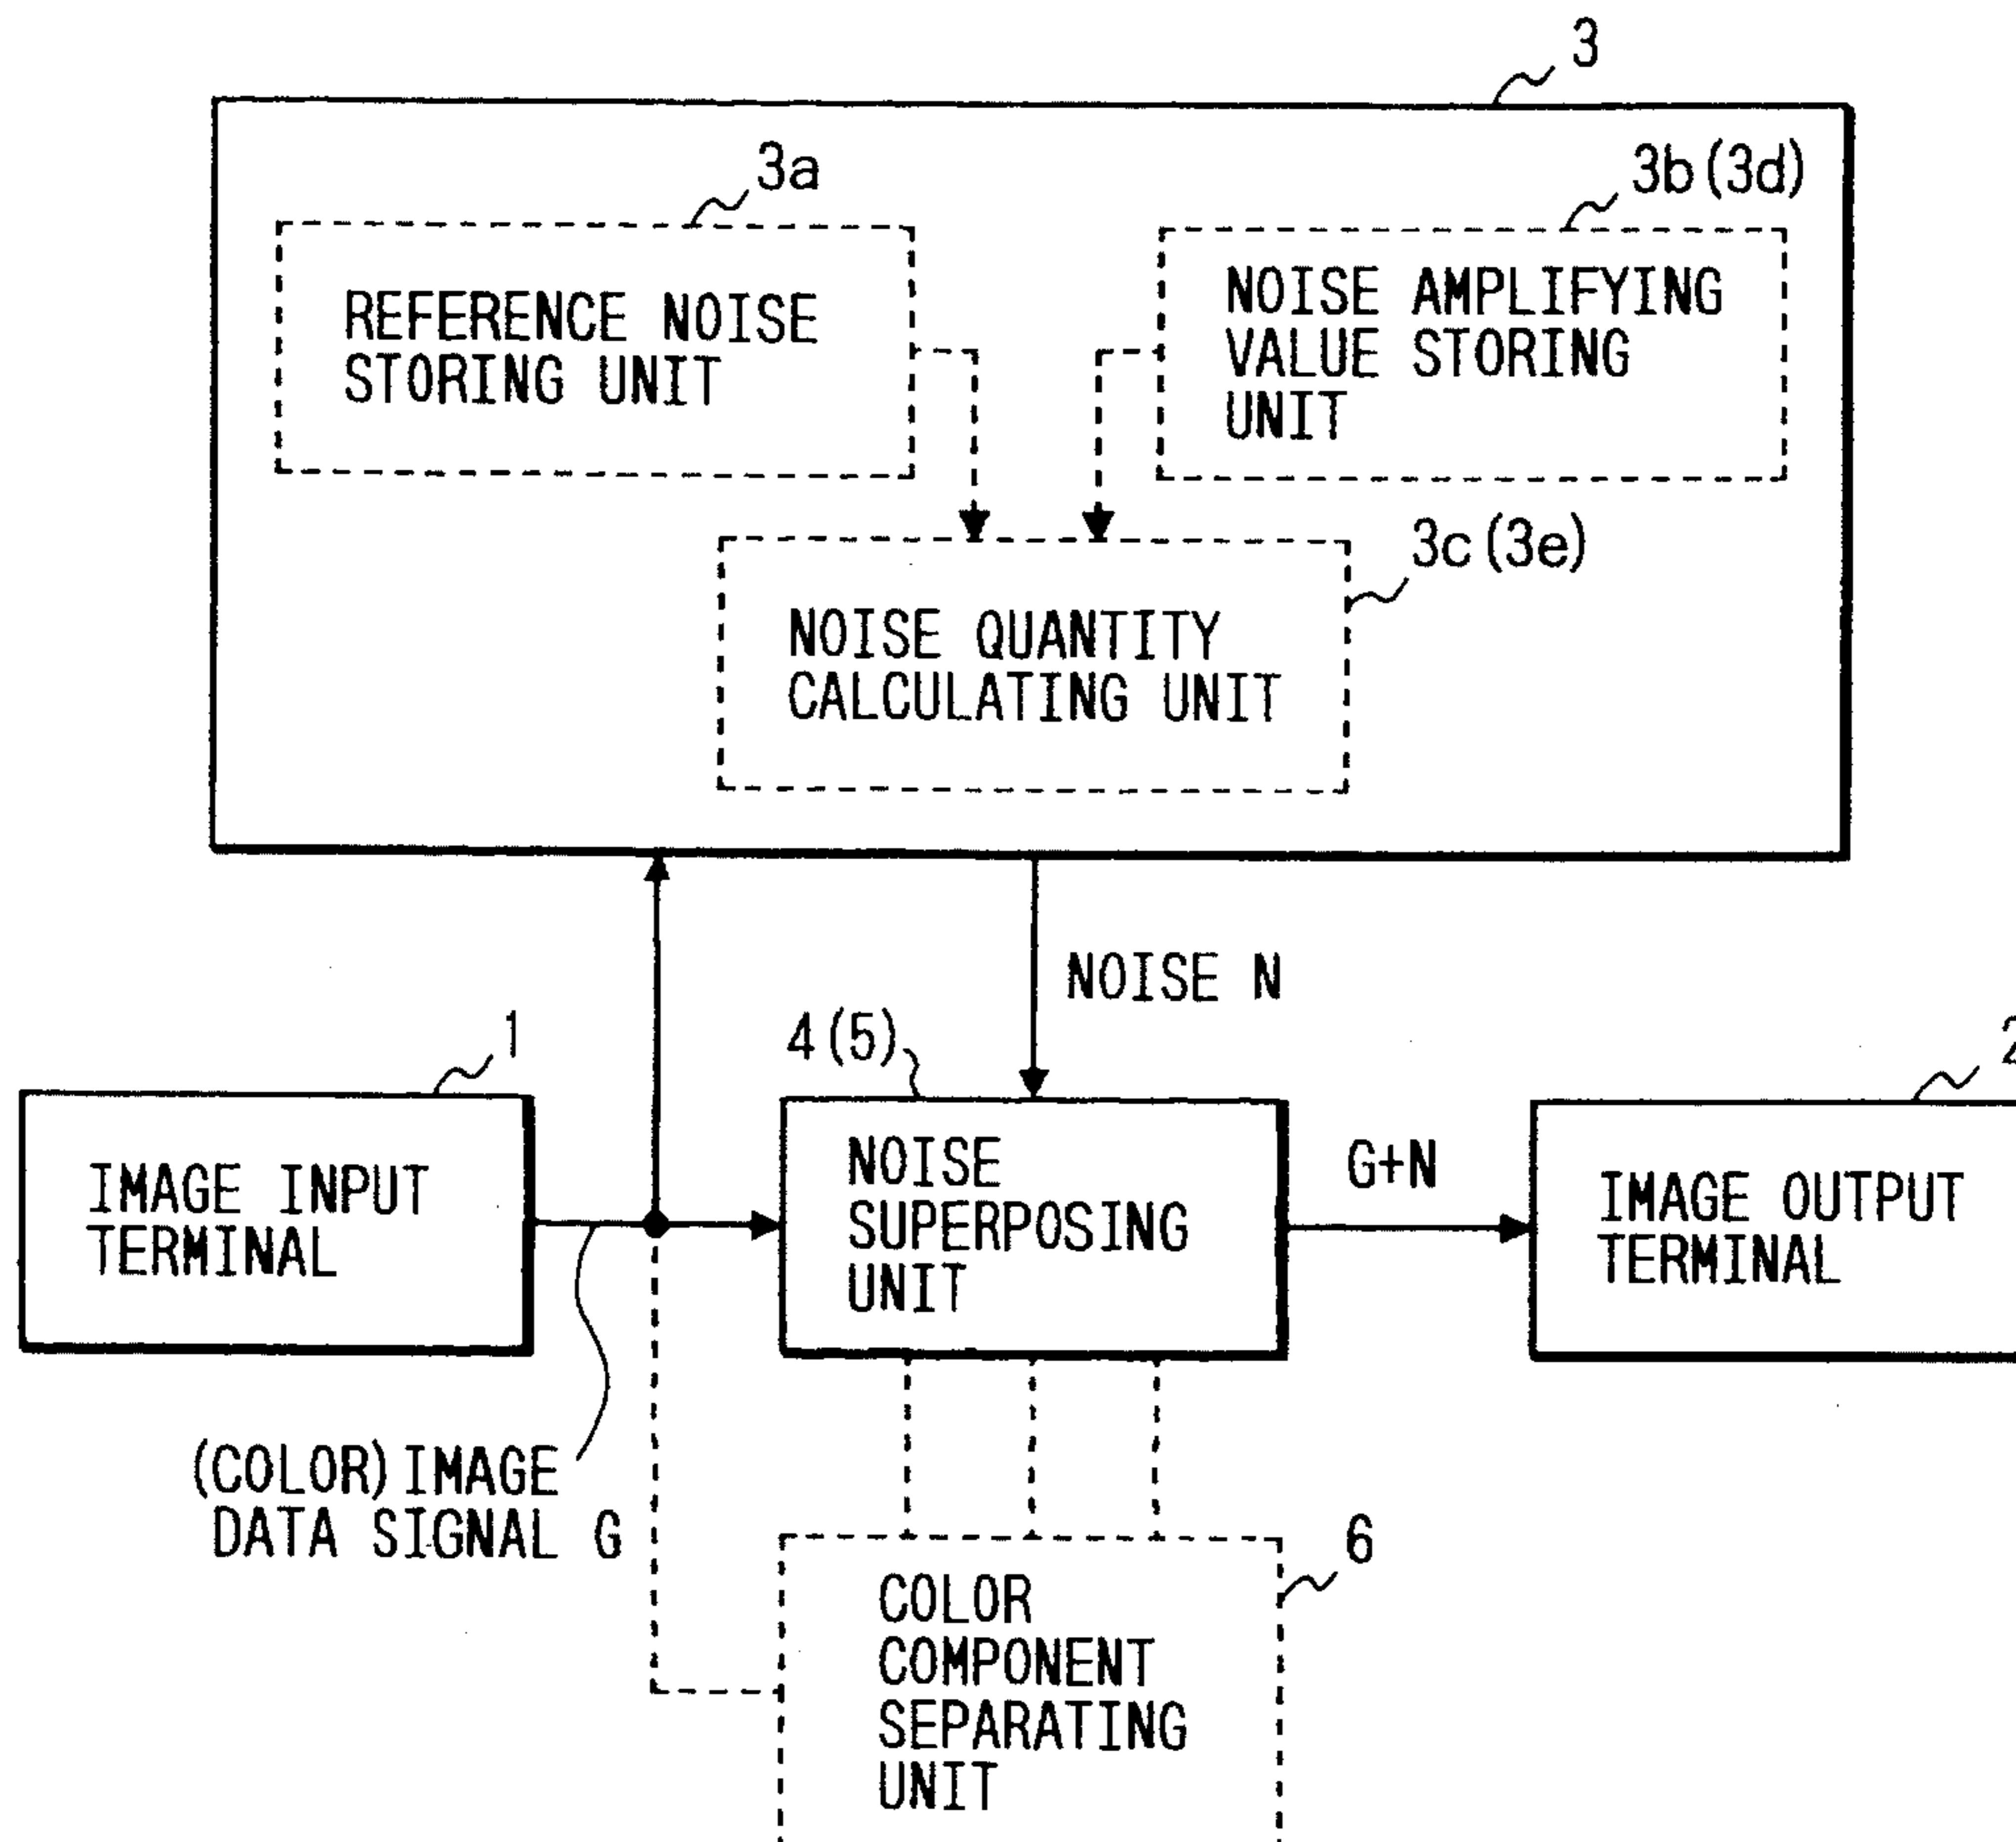 3
3a
3b(3d)
REFERENCE NOISE
STORING UNIT
NOISE AMPLIFYING
VALUE STORING
UNIT
3c(3e)
NOISE QUANTITY
CALCULATING UNIT
NOISE N
1
4(5)
2
IMAGE INPUT
TERMINAL
NOISE
SUPERPOSING
UNIT
G+N
IMAGE OUTPUT
TERMINAL
(COLOR)IMAGE
DATA SIGNAL G
6
COLOR
COMPONENT
SEPARATING
UNIT